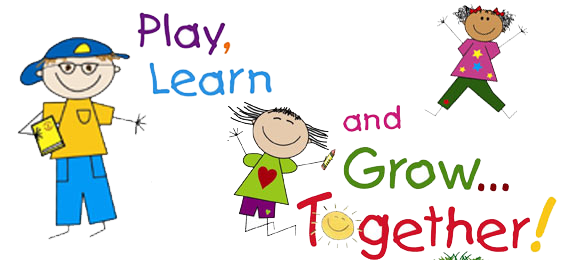 Play,
Learn
and
Grow...
Together!